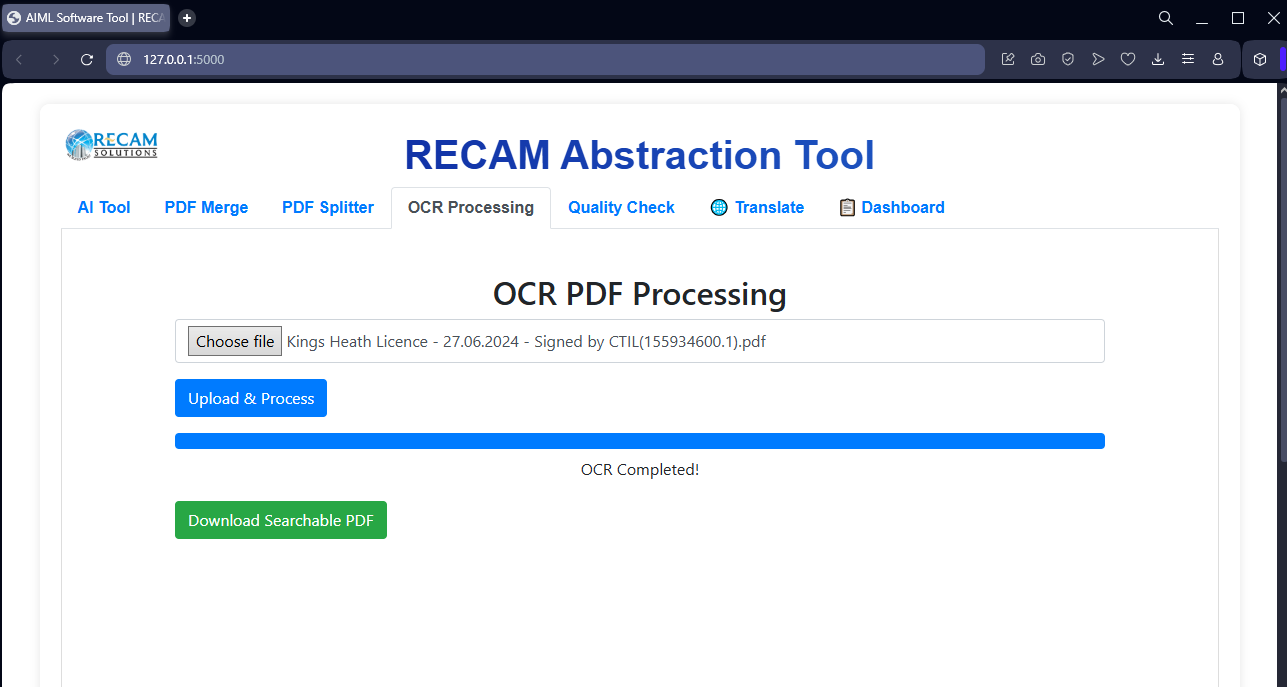 AIML Software Tool | RECA
127.0.0.1:5000
RECAM
SOLUTIONS
RECAM Abstraction Tool
AI Tool PDF Merge PDF Splitter OCR Processing Quality Check Translate Dashboard
OCR PDF Processing
Choose file Kings Heath Licence - 27.06.2024 - Signed by CTIL(155934600.1).pdf
Upload & Process
OCR Completed!
Download Searchable PDF